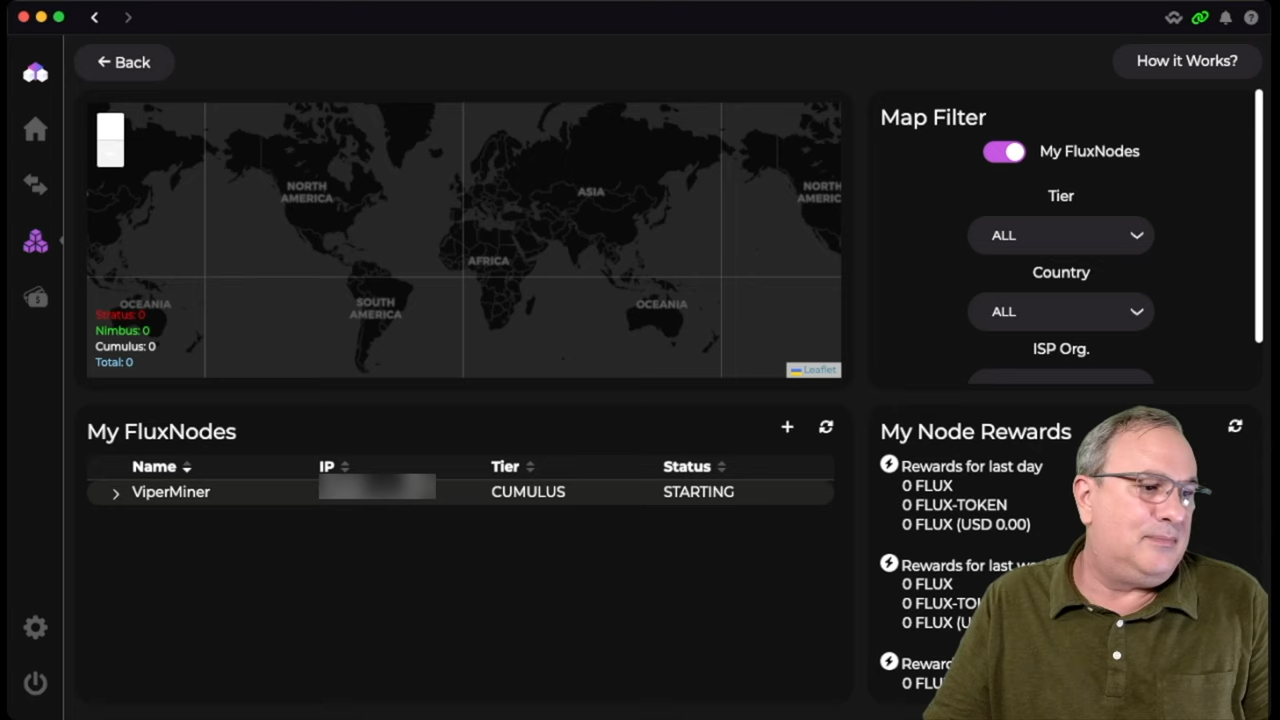 ← Back
How it Works?
Map Filter
My FluxNodes
Tier
ALL
Country
ALL
ISP Org.
NORTH
AMERICA
ASIA
NORTH
AMERIC
AFRICA
OCEANIA
SOUTH
AMERICA
OCEANIA
Stratus: 0
Nimbus: 0
Cumulus: 0
Total: 0
Leaflet
My FluxNodes
Name IP Tier Status
ViperMiner CUMULUS STARTING
My Node Rewards
Rewards for last day
0 FLUX
0 FLUX-TOKEN
0 FLUX (USD 0.00)
Rewards for last w
0 FLUX
0 FLUX-TO
0 FLUX (U
Reward
0 FLU